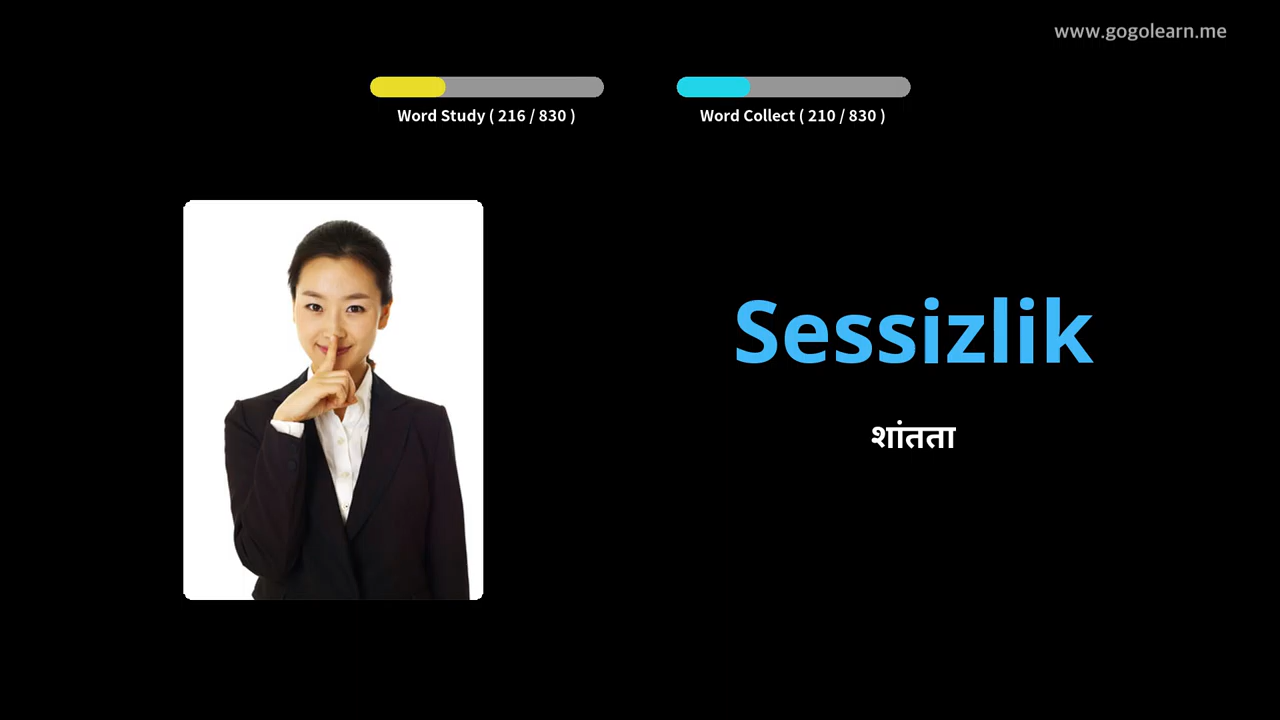 www.gogolearn.me
Word Study ( 216 / 830 )
Word Collect ( 210 / 830 )
Sessizlik
शांतता